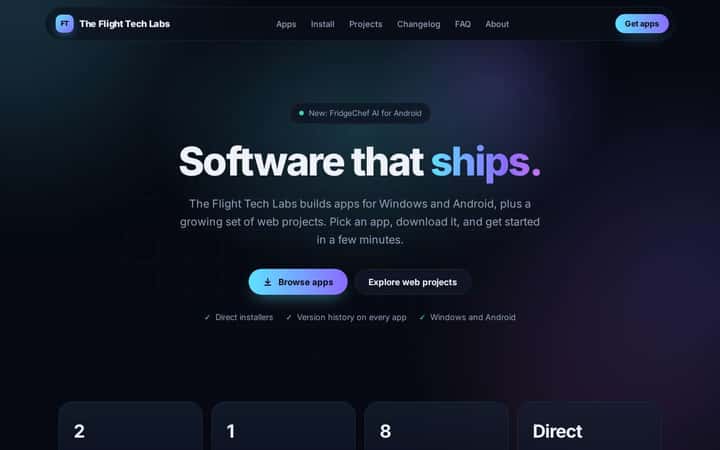 FT The Flight Tech Labs Apps Install Projects Changelog FAQ About Get apps
New: FridgeChef AI for Android
Software that ships.
The Flight Tech Labs builds apps for Windows and Android, plus a
growing set of web projects. Pick an app, download it, and get started
in a few minutes.
Browse apps Explore web projects
✓ Direct installers ✓ Version history on every app ✓ Windows and Android
2 1 8 Direct